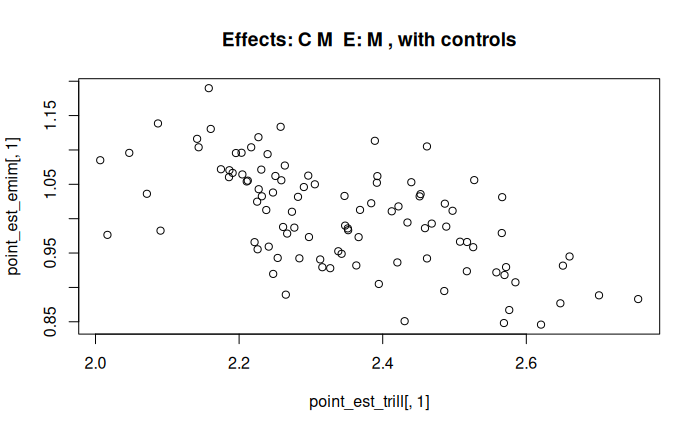 Effects: C M  E: M , with controls
point_est_emim[, 1]
1.15
1.05
0.95
0.85
2.0
2.2
2.4
2.6
point_est_trill[, 1]